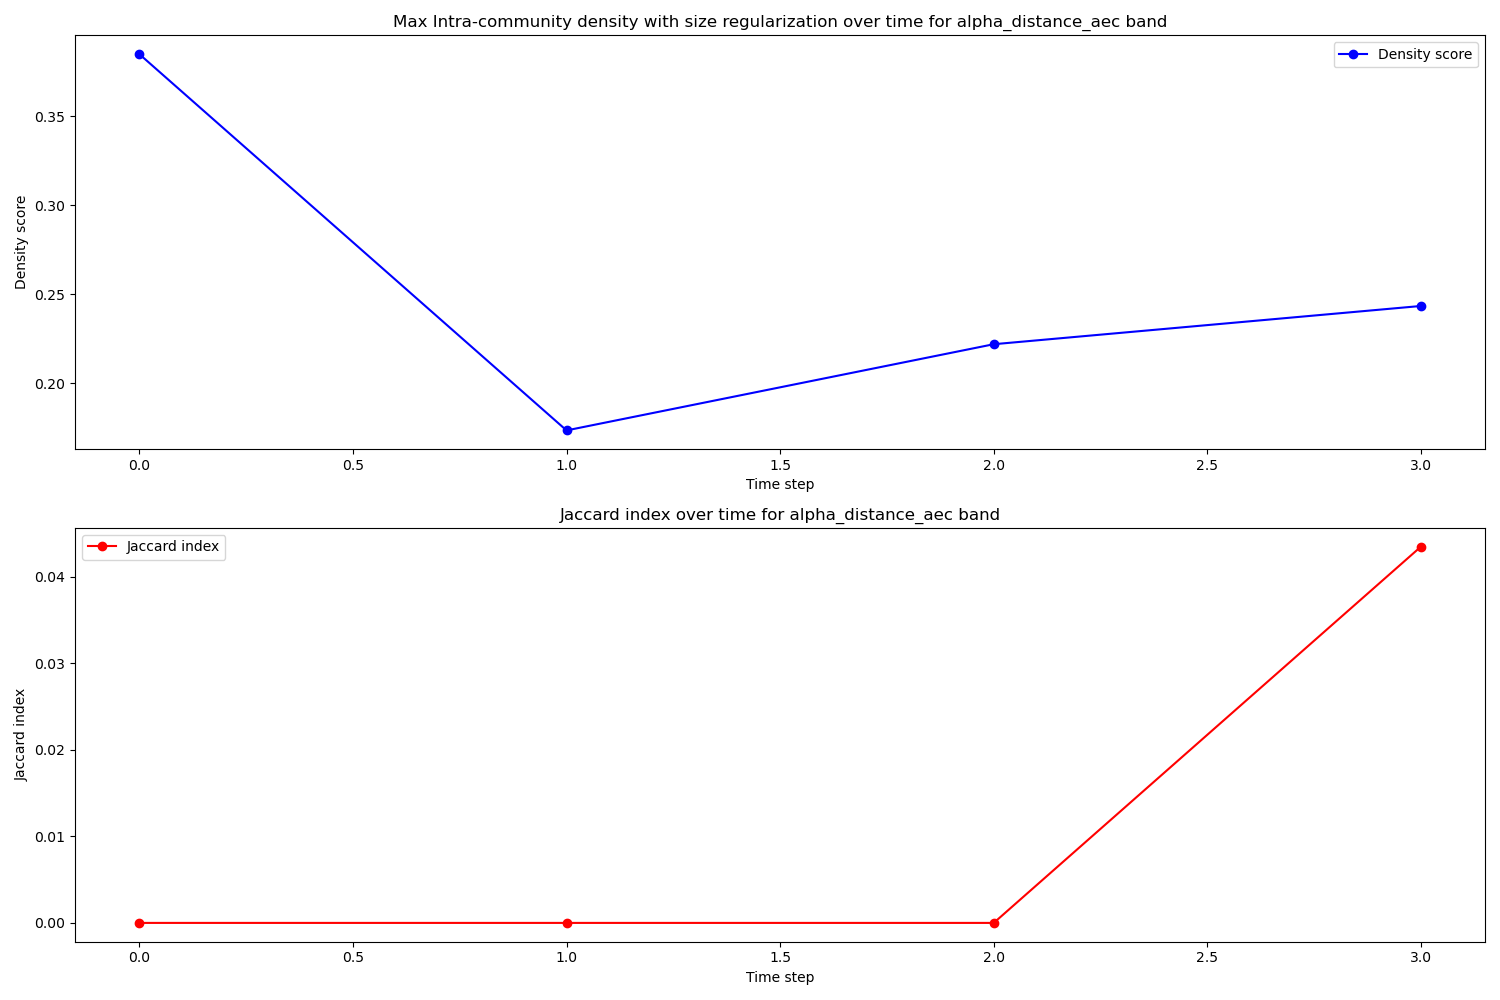 Max Intra-community density with size regularization over time for alpha_distance_aec band
Density score
0.35
0.30
0.25
0.20
Density score
0.0
0.5
1.0
1.5
2.0
2.5
3.0
Time step
Jaccard index over time for alpha_distance_aec band
Jaccard index
0.04
0.03
0.02
0.01
0.00
Jaccard index
0.0
0.5
1.0
1.5
2.0
2.5
3.0
Time step